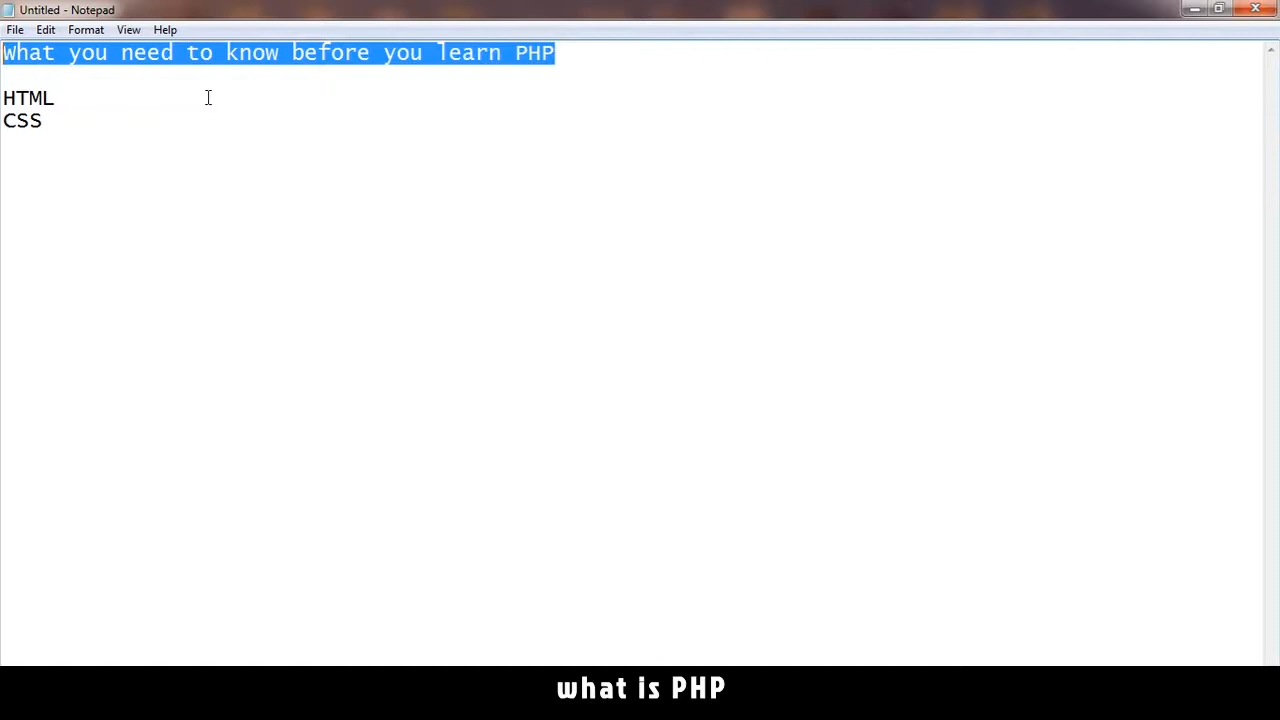 Untitled - Notepad
File Edit Format View Help
What you need to know before you learn PHP
HTML
CSS
what is PHP